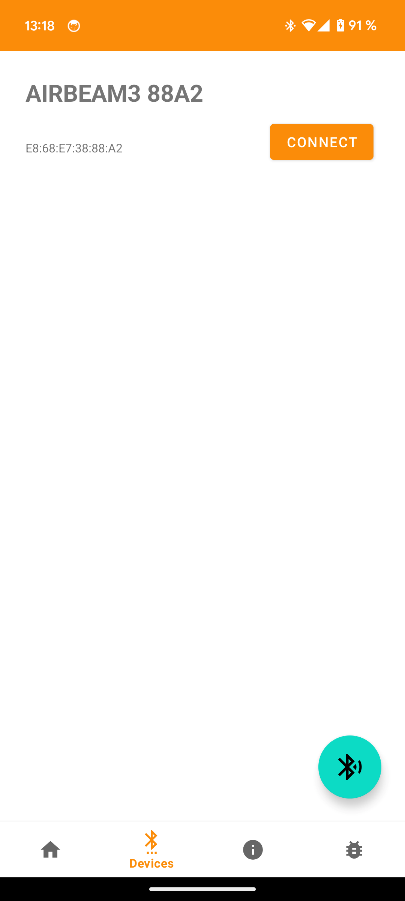 13:18
91 %
AIRBEAM3 88A2
E8:68:E7:38:88:A2
CONNECT
Devices